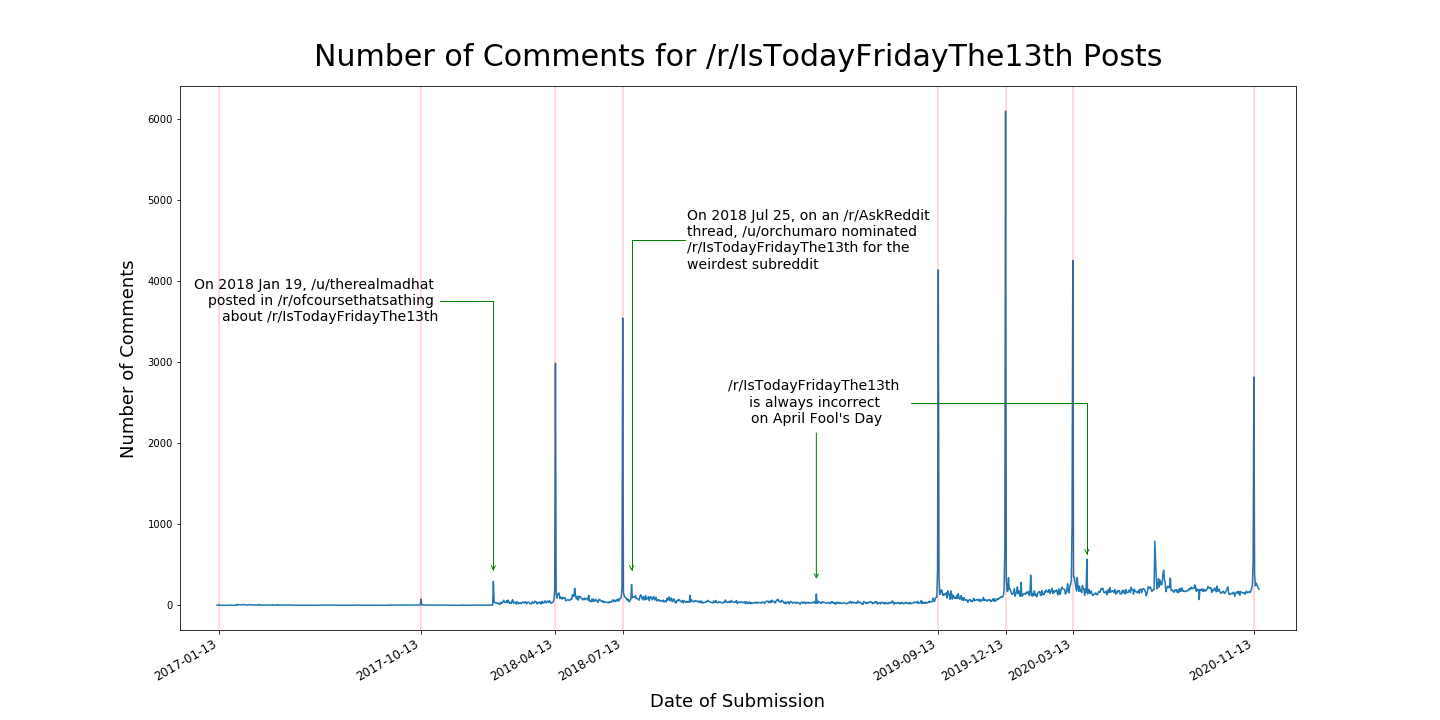 Number of Comments for /r/IsTodayFridayThe13th Posts
6000
5000
4000
3000
2000
1000
0
Number of Comments
On 2018 Jan 19, /u/therealmadhat
posted in /r/ofcoursethatsathing
about /r/IsTodayFridayThe13th
On 2018 Jul 25, on an /r/AskReddit
thread, /u/orchumaro nominated
/r/IsTodayFridayThe13th for the
weirdest subreddit
/r/IsTodayFridayThe13th
is always incorrect
on April Fool's Day
2017-01-13
2017-10-13
2018-04-13
2018-07-13
2019-09-13
2019-12-13
2020-03-13
2020-11-13
Date of Submission